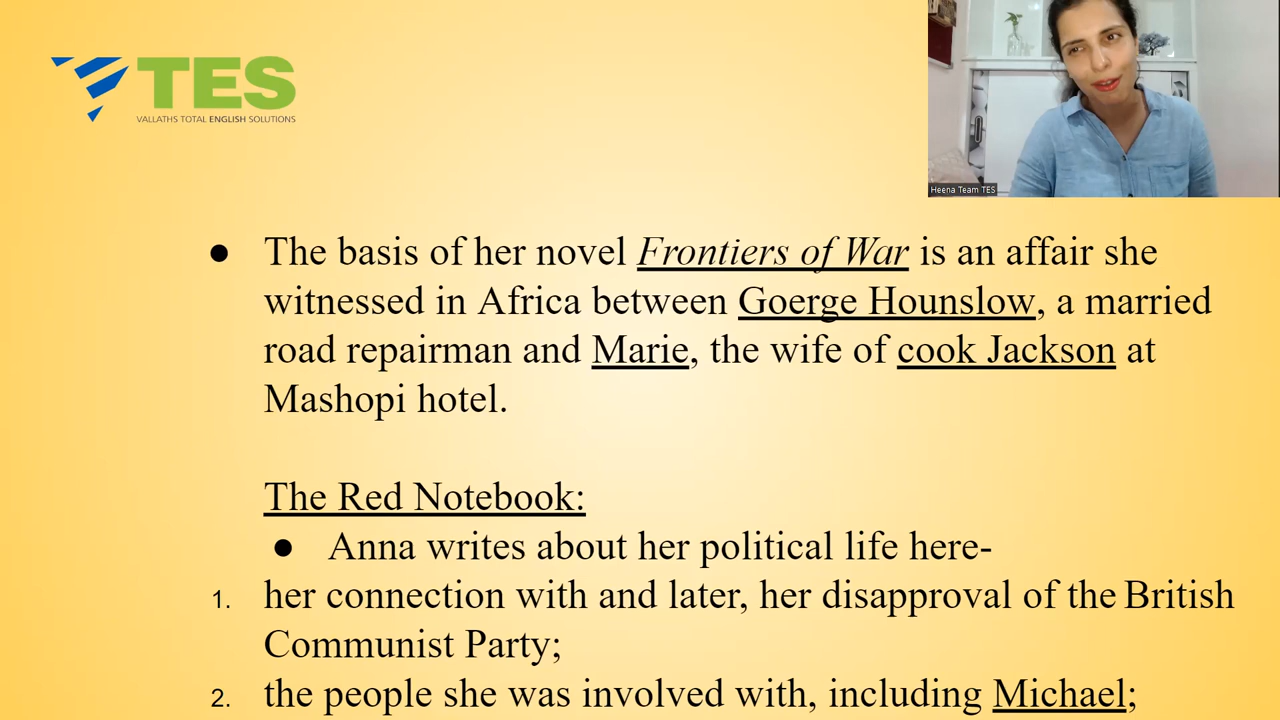 TES
VALLATHS TOTAL ENGLISH SOLUTIONS
Heena Team TES
● The basis of her novel Frontiers of War is an affair she
witnessed in Africa between Goerge Hounslow, a married
road repairman and Marie, the wife of cook Jackson at
Mashopi hotel.
The Red Notebook:
● Anna writes about her political life here-
1. her connection with and later, her disapproval of the British
Communist Party;
2. the people she was involved with, including Michael;